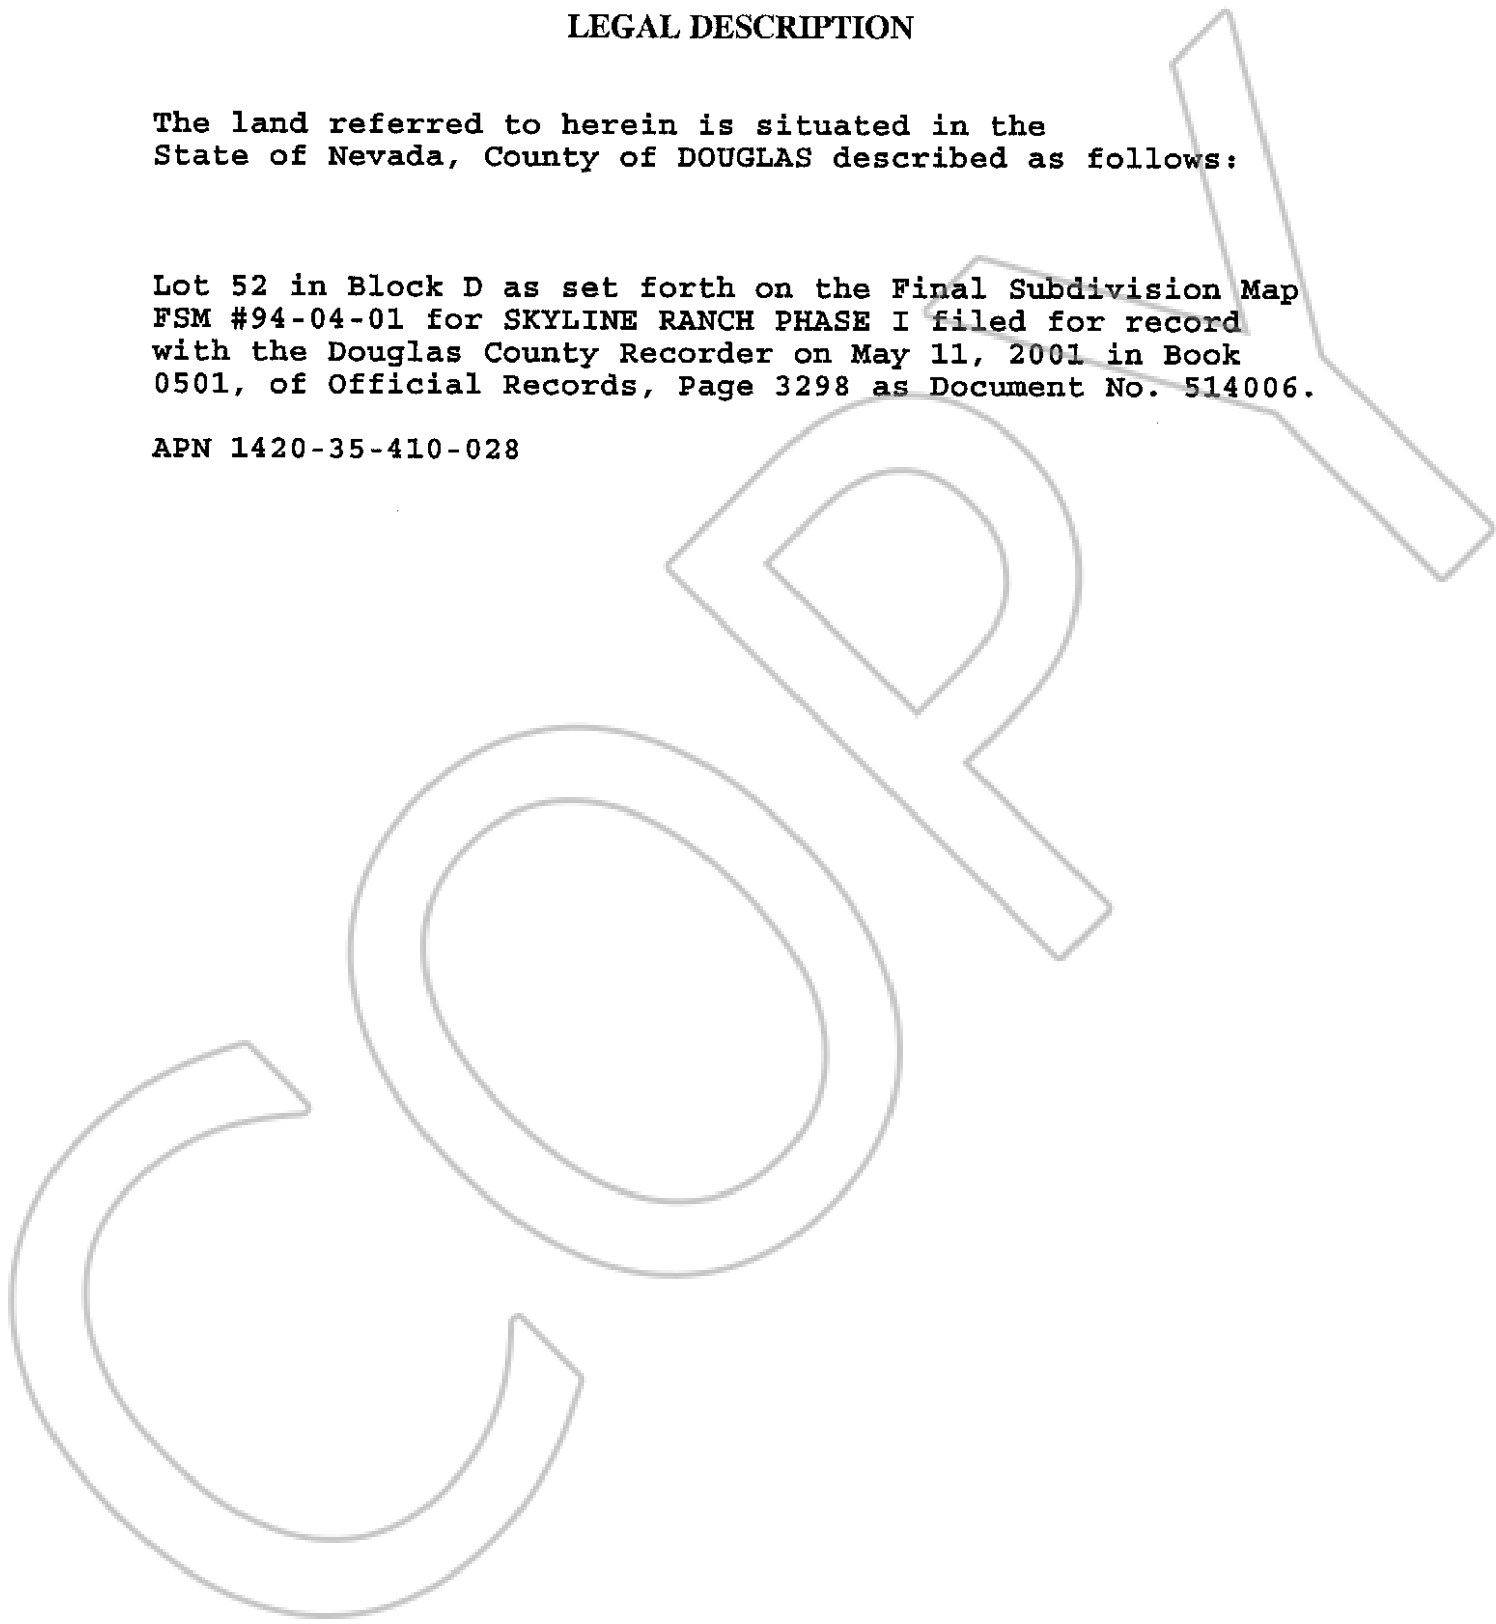 LEGAL DESCRIPTION
The land referred to herein is situated in the
State of Nevada, County of DOUGLAS described as follows:
Lot 52 in Block D as set forth on the Final Subdivision Map
FSM #94-04-01 for SKYLINE RANCH PHASE I filed for record
with the Douglas County Recorder on May 11, 2001 in Book
0501, of Official Records, Page 3298 as Document No. 514006.
APN 1420-35-410-028
COPY